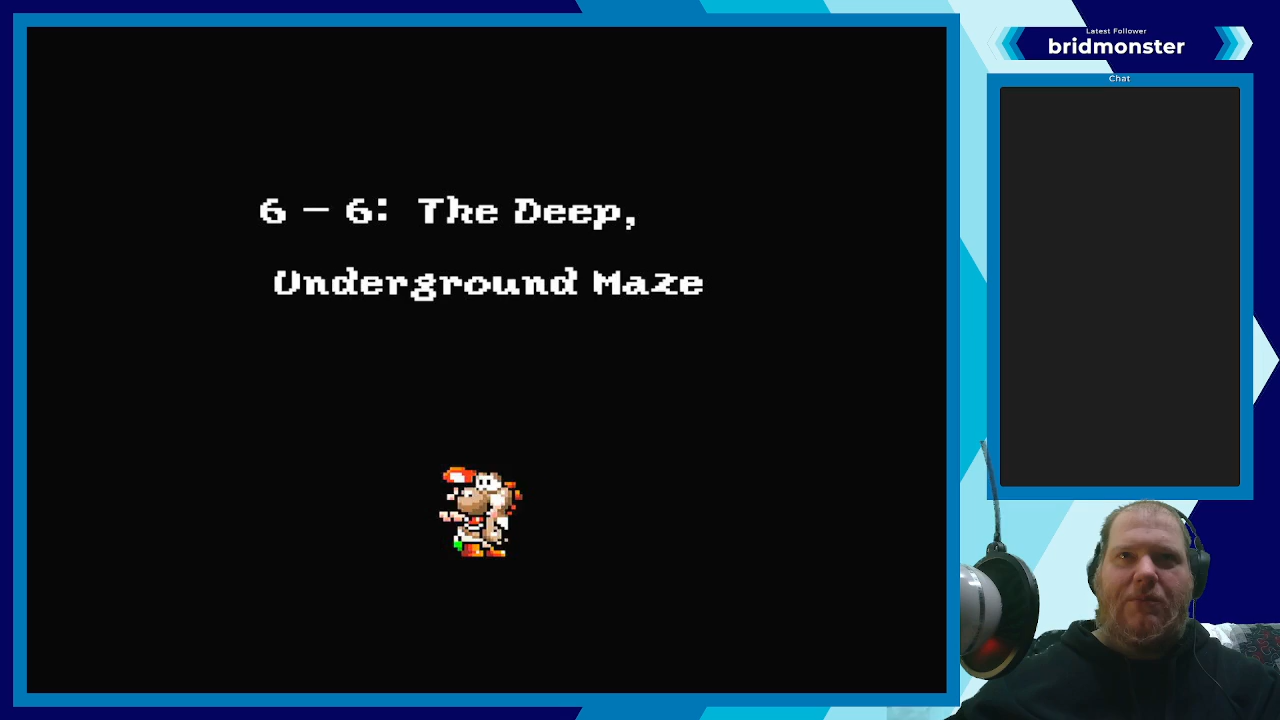 6 - 6: The Deep,
Underground Maze
Latest Follower
bridmonster
Chat